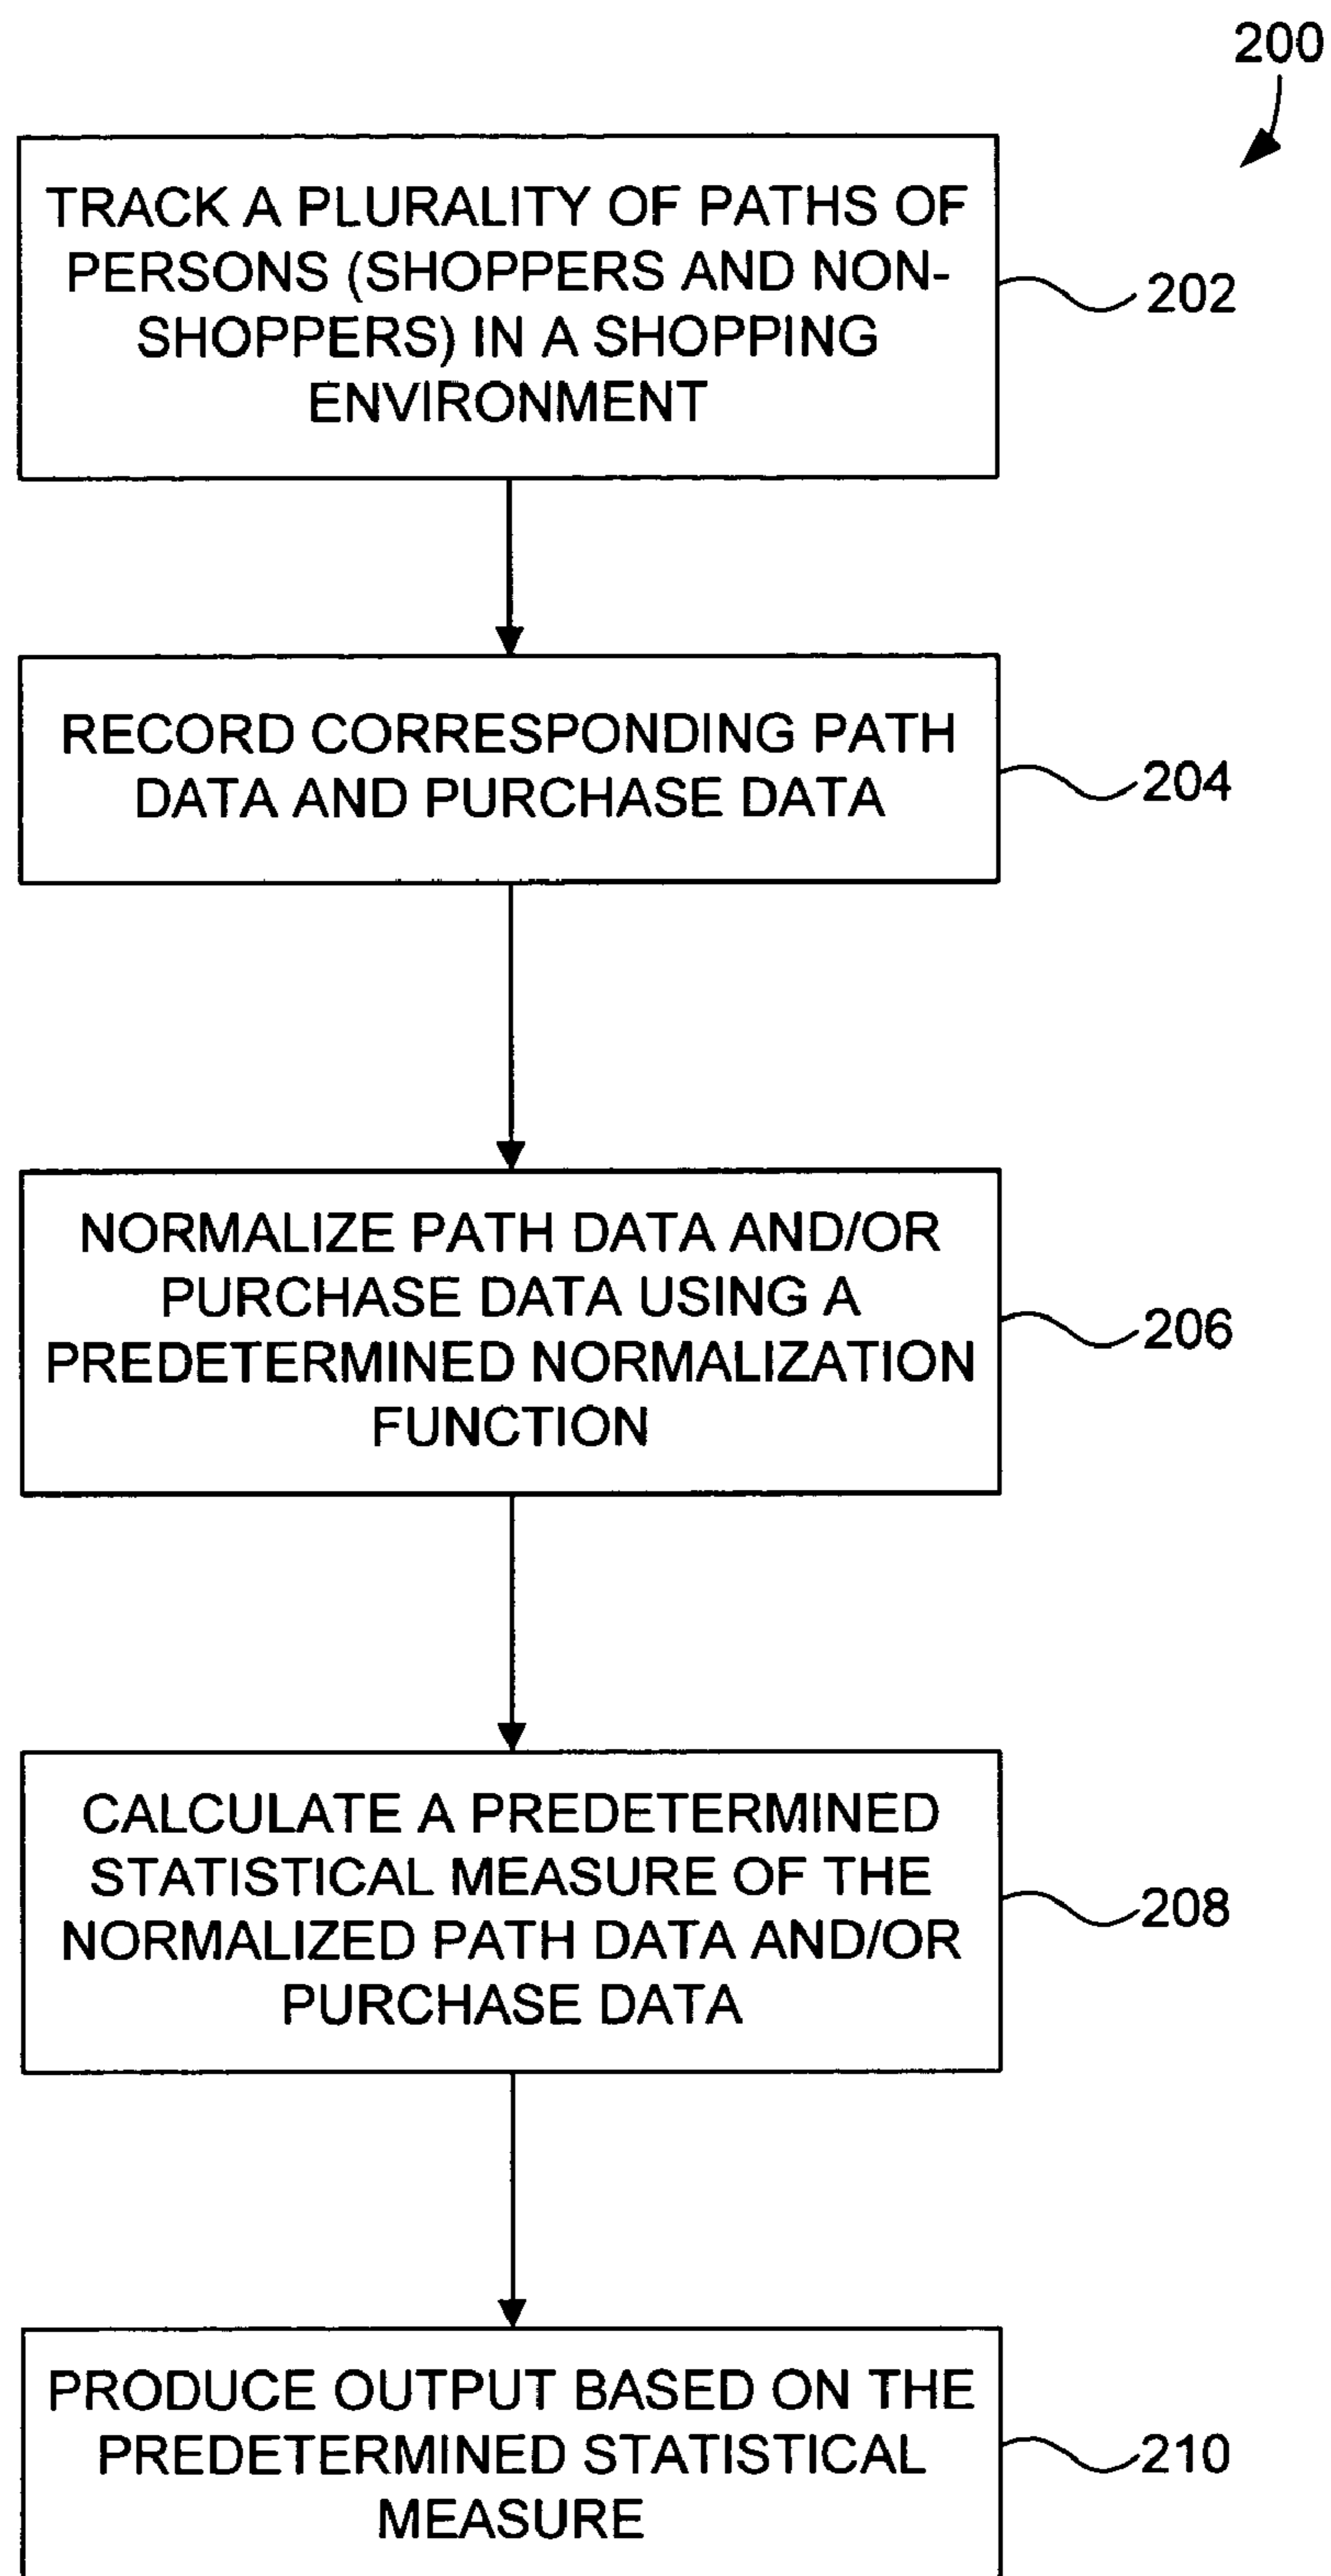 200
TRACK A PLURALITY OF PATHS OF
PERSONS (SHOPPERS AND NON-
SHOPPERS) IN A SHOPPING
ENVIRONMENT
202
RECORD CORRESPONDING PATH
DATA AND PURCHASE DATA
204
NORMALIZE PATH DATA AND/OR
PURCHASE DATA USING A
PREDETERMINED NORMALIZATION
FUNCTION
206
CALCULATE A PREDETERMINED
STATISTICAL MEASURE OF THE
NORMALIZED PATH DATA AND/OR
PURCHASE DATA
208
PRODUCE OUTPUT BASED ON THE
PREDETERMINED STATISTICAL
MEASURE
210